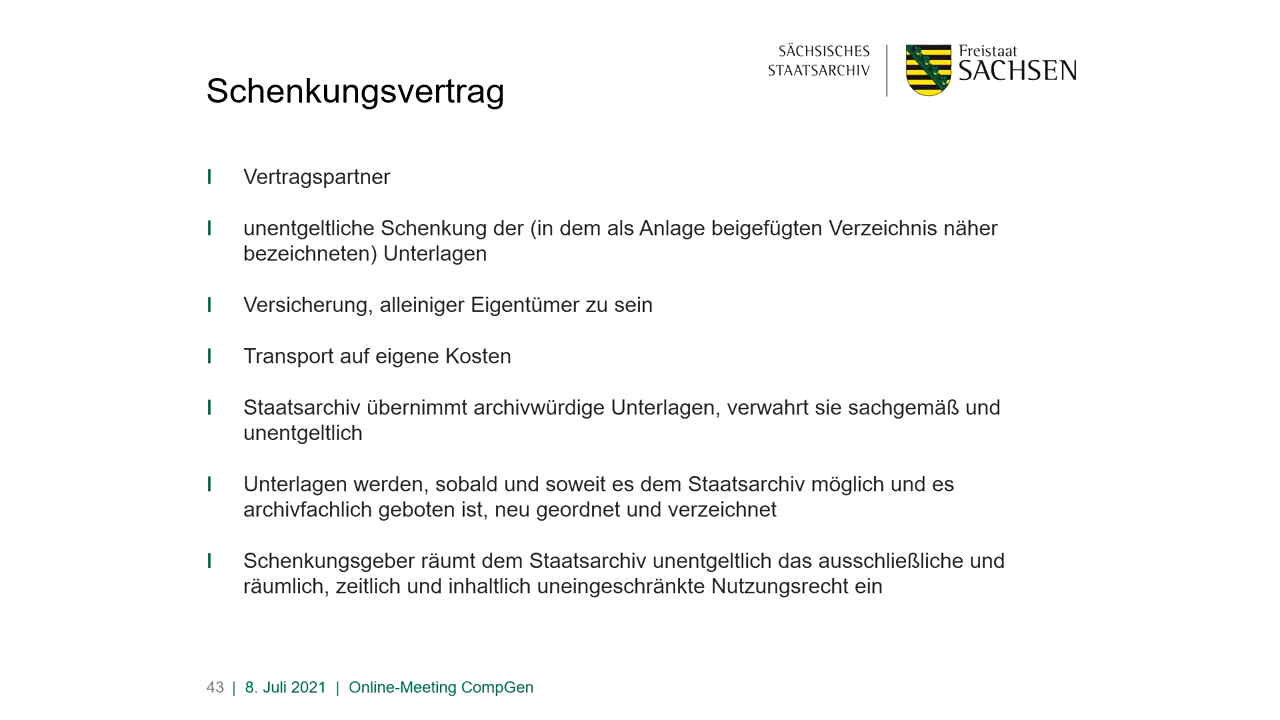 SÄCHSISCHES
STAATSARCHIV
Freistaat
SACHSEN
Schenkungsvertrag
I Vertragspartner
I unentgeltliche Schenkung der (in dem als Anlage beigefügten Verzeichnis näher
bezeichneten) Unterlagen
I Versicherung, alleiniger Eigentümer zu sein
I Transport auf eigene Kosten
I Staatsarchiv übernimmt archivwürdige Unterlagen, verwahrt sie sachgemäß und
unentgeltlich
I Unterlagen werden, sobald und soweit es dem Staatsarchiv möglich und es
archivfachlich geboten ist, neu geordnet und verzeichnet
I Schenkungsgeber räumt dem Staatsarchiv unentgeltlich das ausschließliche und
räumlich, zeitlich und inhaltlich uneingeschränkte Nutzungsrecht ein
43 | 8. Juli 2021 | Online-Meeting CompGen